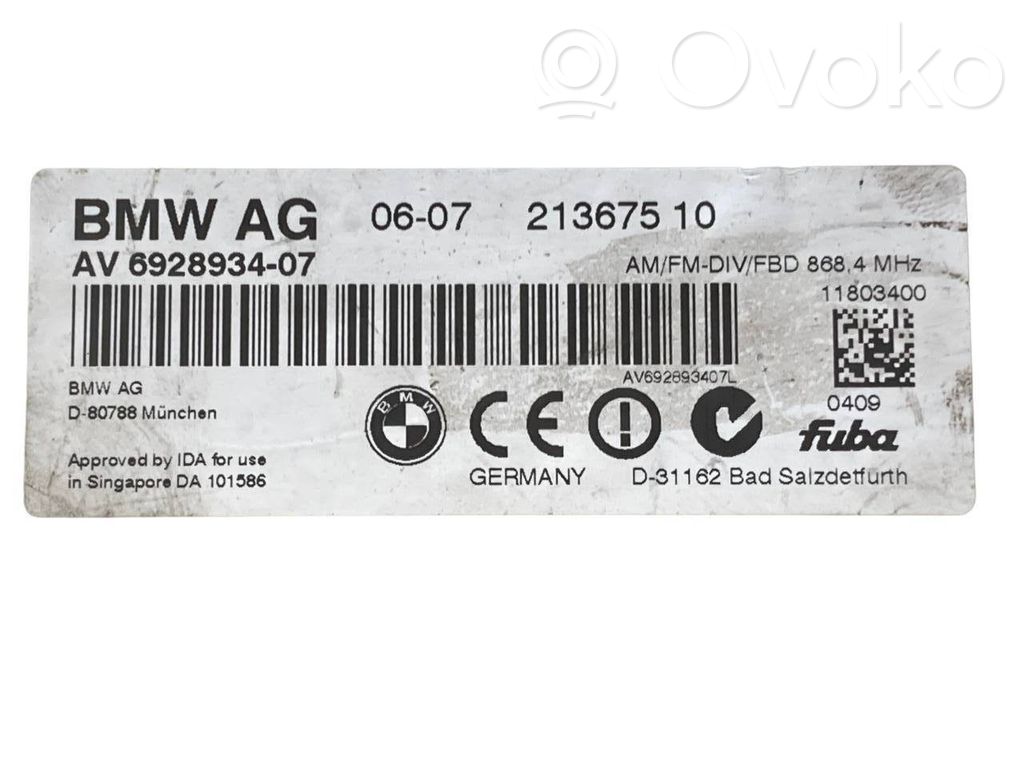 Ovoko
BMW AG 06-07 213675 10
AV 6928934-07 AM/FM-DIV/FBD 868,4 MHz
11803400
AV692893407L
BMW AG
D-80788 München
0409
BMW
CE
fuba
Approved by IDA for use
in Singapore DA 101586
GERMANY D-31162 Bad Salzdetfurth